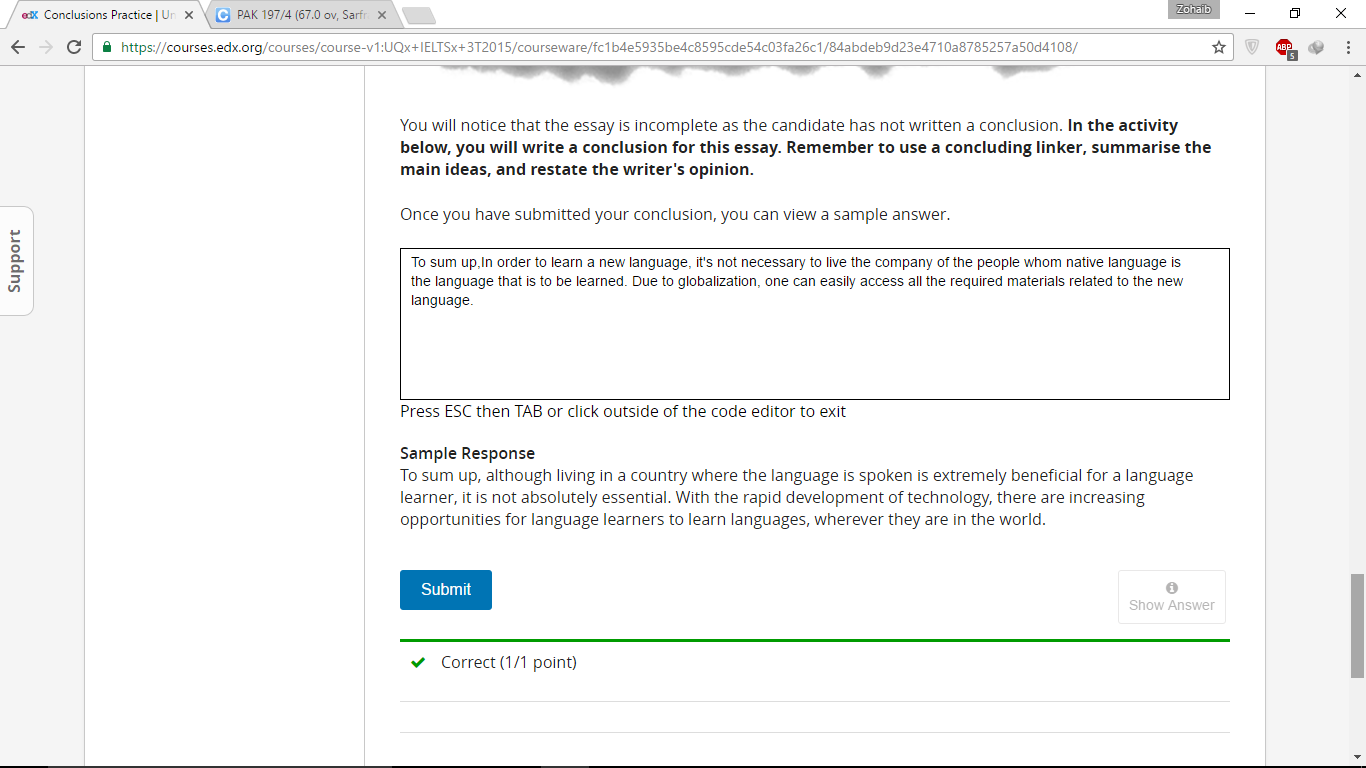 Zohaib
edX Conclusions Practice | Un
PAK 197/4 (67.0 ov, Sarfr
https://courses.edx.org/courses/course-v1:UQx+IELTSx+3T2015/courseware/fc1b4e5935be4c8595cde54c03fa26c1/84abdeb9d23e4710a8785257a50d4108/
ABP
5
Support
You will notice that the essay is incomplete as the candidate has not written a conclusion. In the activity
below, you will write a conclusion for this essay. Remember to use a concluding linker, summarise the
main ideas, and restate the writer's opinion.
Once you have submitted your conclusion, you can view a sample answer.
To sum up,In order to learn a new language, it's not necessary to live the company of the people whom native language is
the language that is to be learned. Due to globalization, one can easily access all the required materials related to the new
language.
Press ESC then TAB or click outside of the code editor to exit
Sample Response
To sum up, although living in a country where the language is spoken is extremely beneficial for a language
learner, it is not absolutely essential. With the rapid development of technology, there are increasing
opportunities for language learners to learn languages, wherever they are in the world.
Submit
Show Answer
Correct (1/1 point)